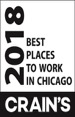 2018
BEST
PLACES TO
WORK IN
CHICAGO
CRAIN'S